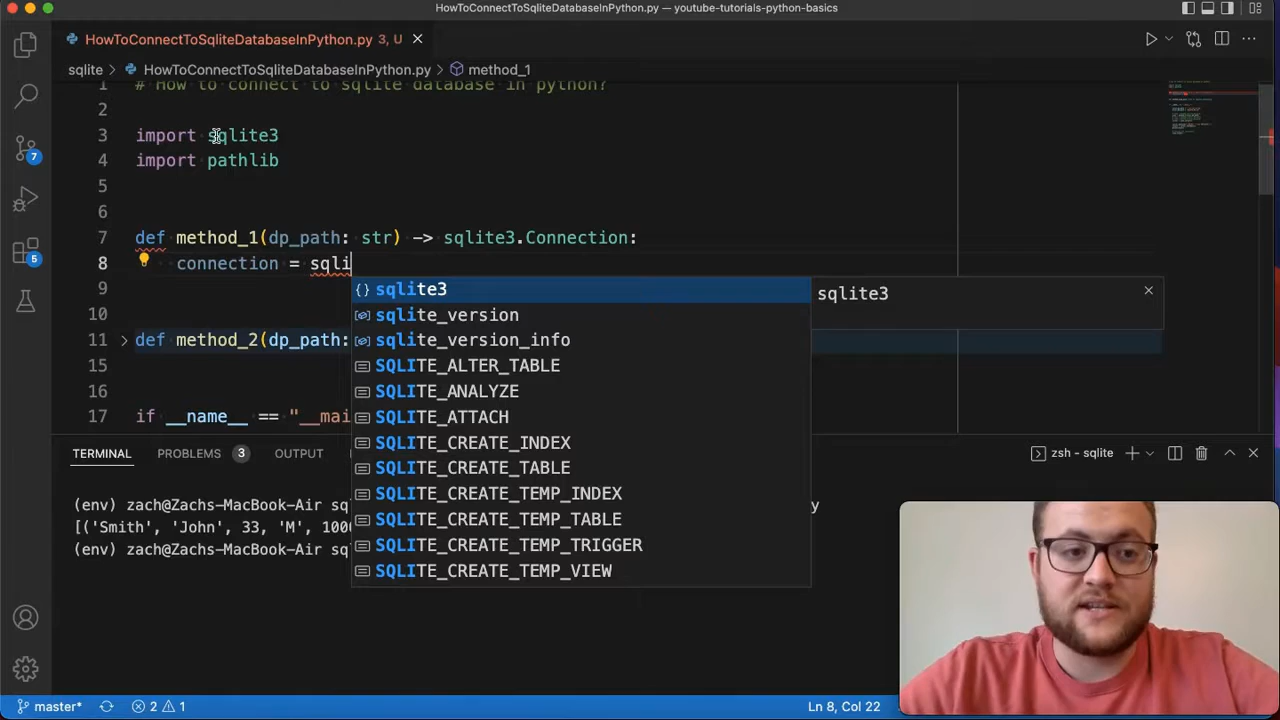 HowToConnectToSqliteDatabaseInPython.py — youtube-tutorials-python-basics
HowToConnectToSqliteDatabaseInPython.py 3, U
sqlite > HowToConnectToSqliteDatabaseInPython.py > method_1
1 # How to connect to sqlite database in python?
2
3 import sqlite3
4 import pathlib
5
6
7 def method_1(dp_path: str) -> sqlite3.Connection:
8 connection = sqli
sqlite3
sqlite3
9
sqlite_version
10
sqlite_version_info
11 def method_2(dp_path:
SQLITE_ALTER_TABLE
15
SQLITE_ANALYZE
16
SQLITE_ATTACH
17 if __name__ == "__mai
SQLITE_CREATE_INDEX
SQLITE_CREATE_TABLE
SQLITE_CREATE_TEMP_INDEX
SQLITE_CREATE_TEMP_TABLE
SQLITE_CREATE_TEMP_TRIGGER
SQLITE_CREATE_TEMP_VIEW
7
5
TERMINAL PROBLEMS 3 OUTPUT
zsh - sqlite
(env) zach@Zachs-MacBook-Air sq y
[('Smith', 'John', 33, 'M', 1000
(env) zach@Zachs-MacBook-Air sq
master* 2 1
Ln 8, Col 22